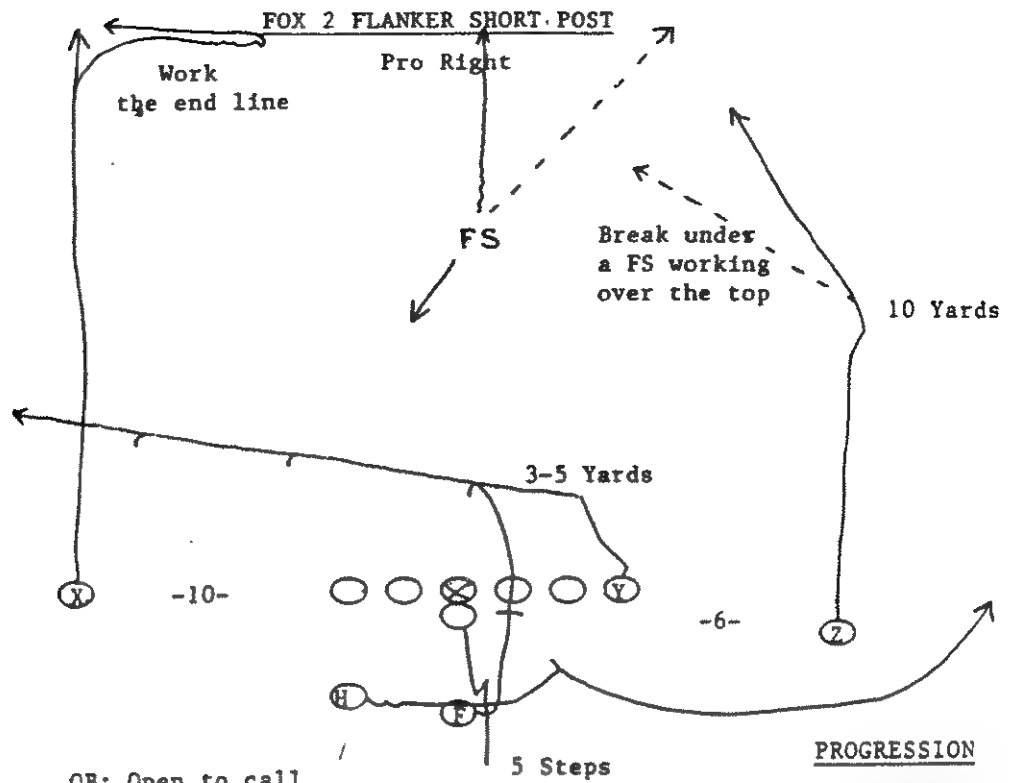 FOX 2 FLANKER SHORT POST
Pro Right
Work
the end line
FS
Break under
a FS working
over the top
10 Yards
3-5 Yards
X
-10-
Y
-6-
Z
H
F
5 Steps
PROGRESSION
QB: Open to call